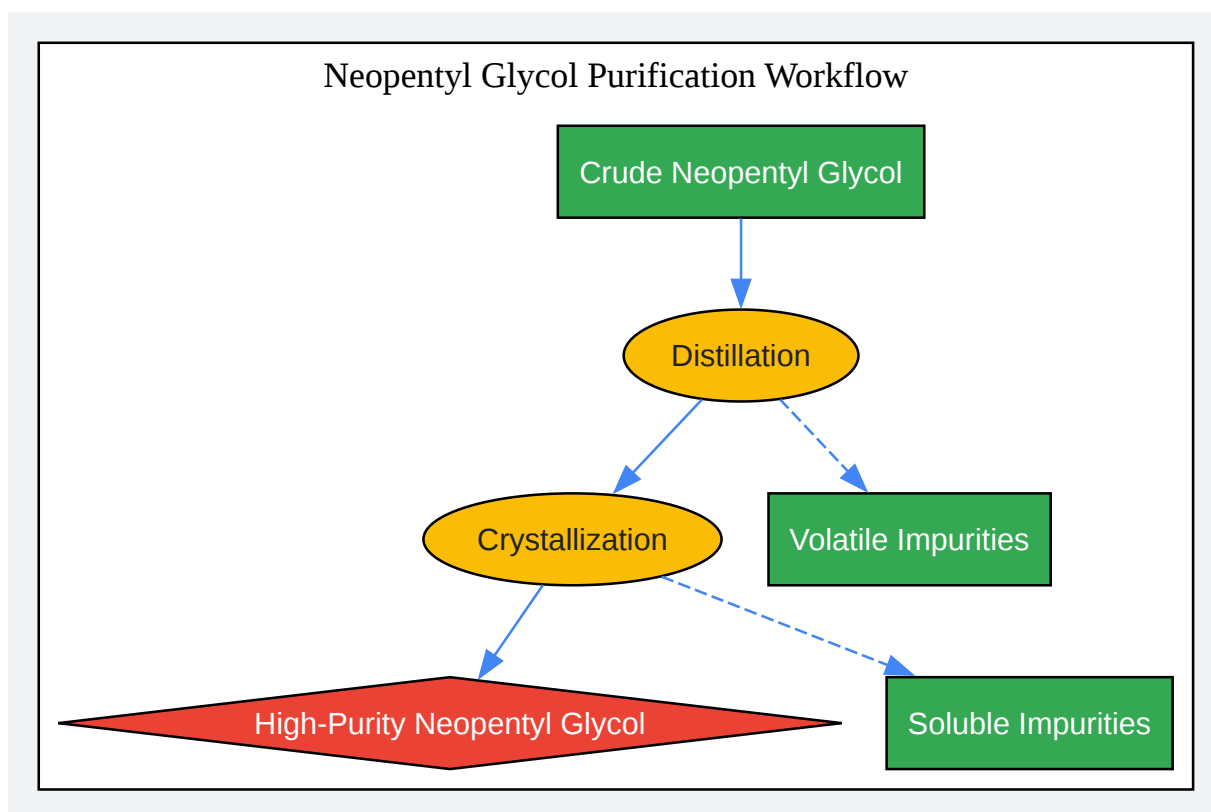 Neopentyl Glycol Purification Workflow
Crude Neopentyl Glycol
Distillation
Crystallization
Volatile Impurities
High-Purity Neopentyl Glycol
Soluble Impurities